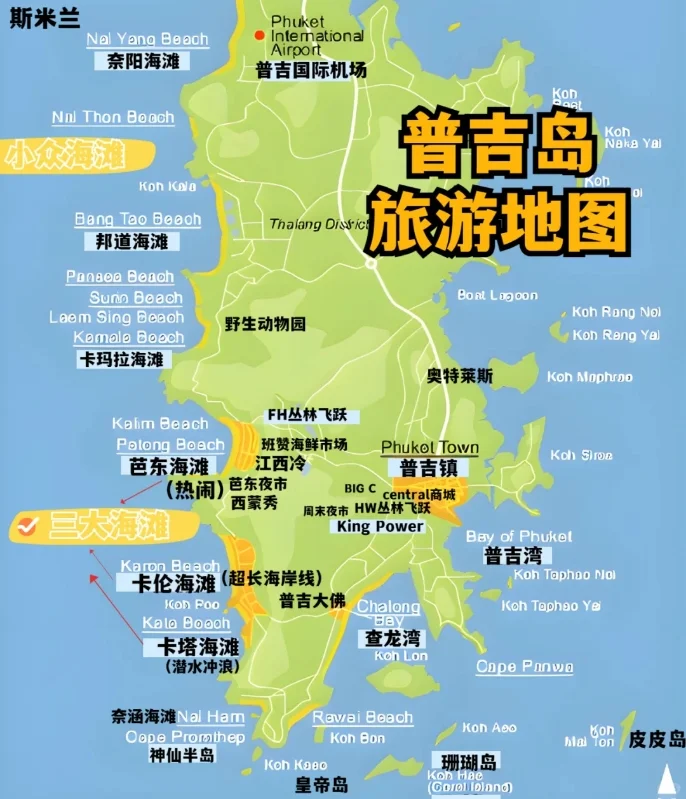 斯米兰
Phuket
International
Airport
普吉国际机场
Nai Yang Beach
奈阳海滩
Nai Thon Beach
小众海滩
普吉岛
旅游地图
Koh
Koh
Naka Yai
Koh
Koh Kala
Bang Tao Beach
邦道海滩
Thalang District
Pansea Beach
Surin Beach
Laem Sing Beach
Kamala Beach
卡玛拉海滩
Boat Lagoon
Koh Rang Noi
Koh Rang Yai
野生动物园
奥特莱斯
Koh Maphrao
FH丛林飞跃
Kalim Beach
Patong Beach
芭东海滩
(热闹)
班赞海鲜市场
江西冷
芭东夜市
西蒙秀
Phuket Town
普吉镇
Koh Sirae
BIG C
central商城
周末夜市
HW丛林飞跃
King Power
三大海滩
Bay of Phuket
普吉湾
Karon Beach
卡伦海滩
(超长海岸线)
Koh Taphao Noi
Koh Taphao Yai
Koh Poo
普吉大佛
Chalong
Bay
查龙湾
Koh Lon
Kata Beach
卡塔海滩
(潜水冲浪)
Cape Panwa
奈涵海滩 Nai Harn
Cape Promthep
神仙半岛
Rawai Beach
Koh Bon
Koh Aeo
Koh
Mai Ton
皮皮岛
Koh Kaeo
皇帝岛
珊瑚岛
Koh Hae
(Coral Island)